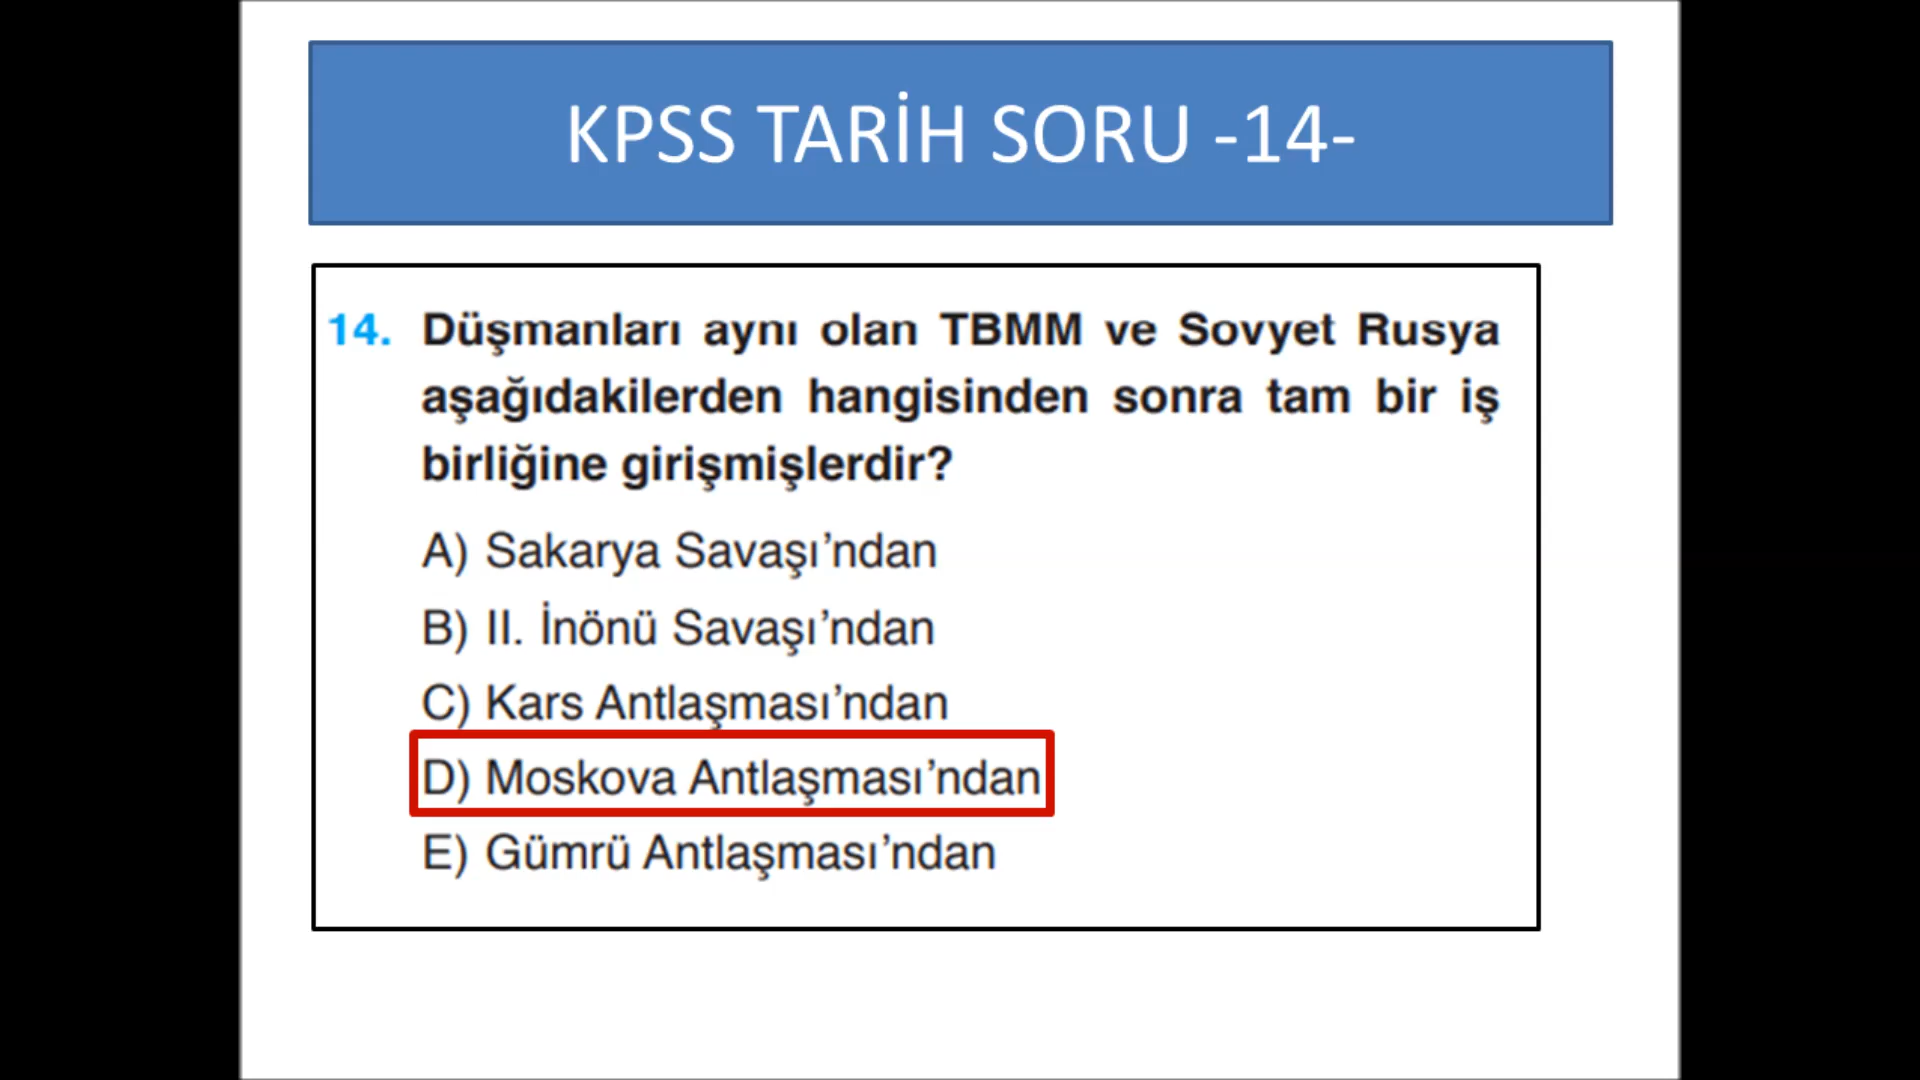 KPSS TARİH SORU -14-
14. Düşmanları aynı olan TBMM ve Sovyet Rusya
aşağıdakilerden hangisinden sonra tam bir iş
birliğine girişmişlerdir?
A) Sakarya Savaşı’ndan
B) II. İnönü Savaşı’ndan
C) Kars Antlaşması’ndan
D) Moskova Antlaşması’ndan
E) Gümrü Antlaşması’ndan